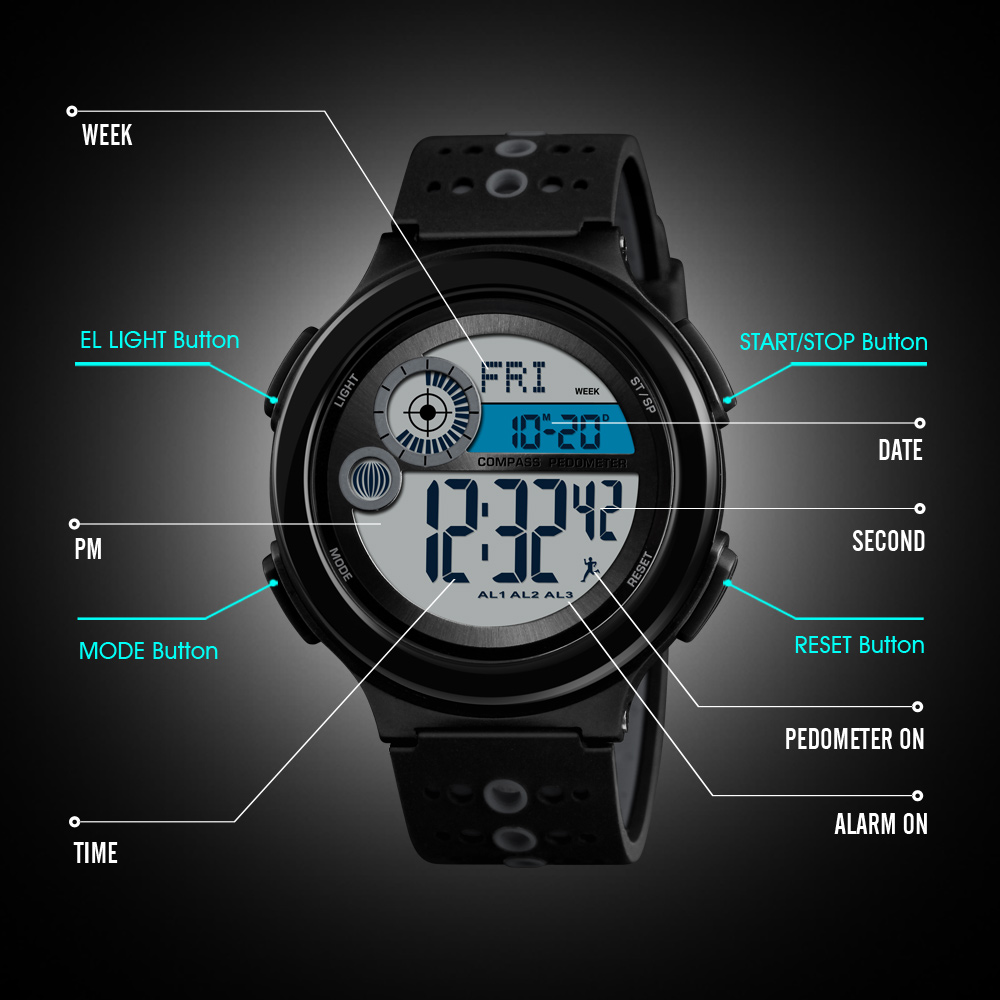 WEEK
EL LIGHT Button
START/STOP Button
LIGHT
ST/SP
FRI
WEEK
M
D
10-20
DATE
COMPASS PEDOMETER
12:32 42
SECOND
PM
MODE
RESET
AL1 AL2 AL3
MODE Button
RESET Button
PEDOMETER ON
ALARM ON
TIME